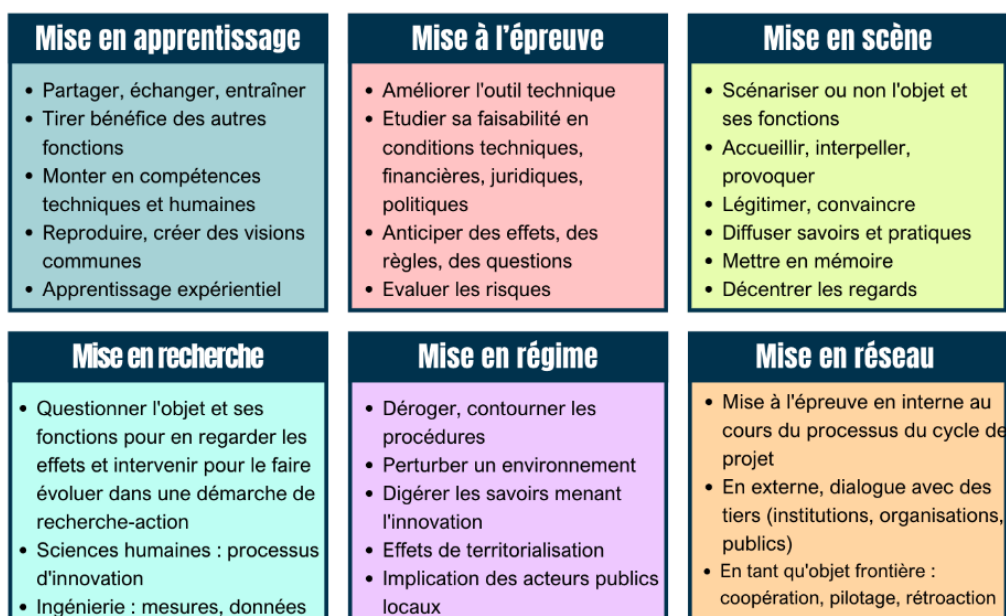 Mise en apprentissage
• Partager, échanger, entraîner
• Tirer bénéfice des autres
fonctions
• Monter en compétences
techniques et humaines
• Reproduire, créer des visions
communes
• Apprentissage expérientiel
Mise à l'épreuve
• Améliorer l'outil technique
• Etudier sa faisabilité en
conditions techniques,
financières, juridiques,
politiques
• Anticiper des effets, des
règles, des questions
• Evaluer les risques
Mise en scène
• Scénariser ou non l'objet et
ses fonctions
• Accueillir, interpeller,
provoquer
• Légitimer, convaincre
• Diffuser savoirs et pratiques
• Mettre en mémoire
• Décentrer les regards
Mise en recherche
• Questionner l'objet et ses
fonctions pour en regarder les
effets et intervenir pour le faire
évoluer dans une démarche de
recherche-action
• Sciences humaines : processus
d'innovation
• Ingénierie : mesures, données
Mise en régime
• Déroger, contourner les
procédures
• Perturber un environnement
• Digérer les savoirs menant
l'innovation
• Effets de territorialisation
• Implication des acteurs publics
locaux
Mise en réseau
• Mise à l'épreuve en interne au
cours du processus du cycle de
projet
• En externe, dialogue avec des
tiers (institutions, organisations,
publics)
• En tant qu'objet frontière :
coopération, pilotage, rétroaction